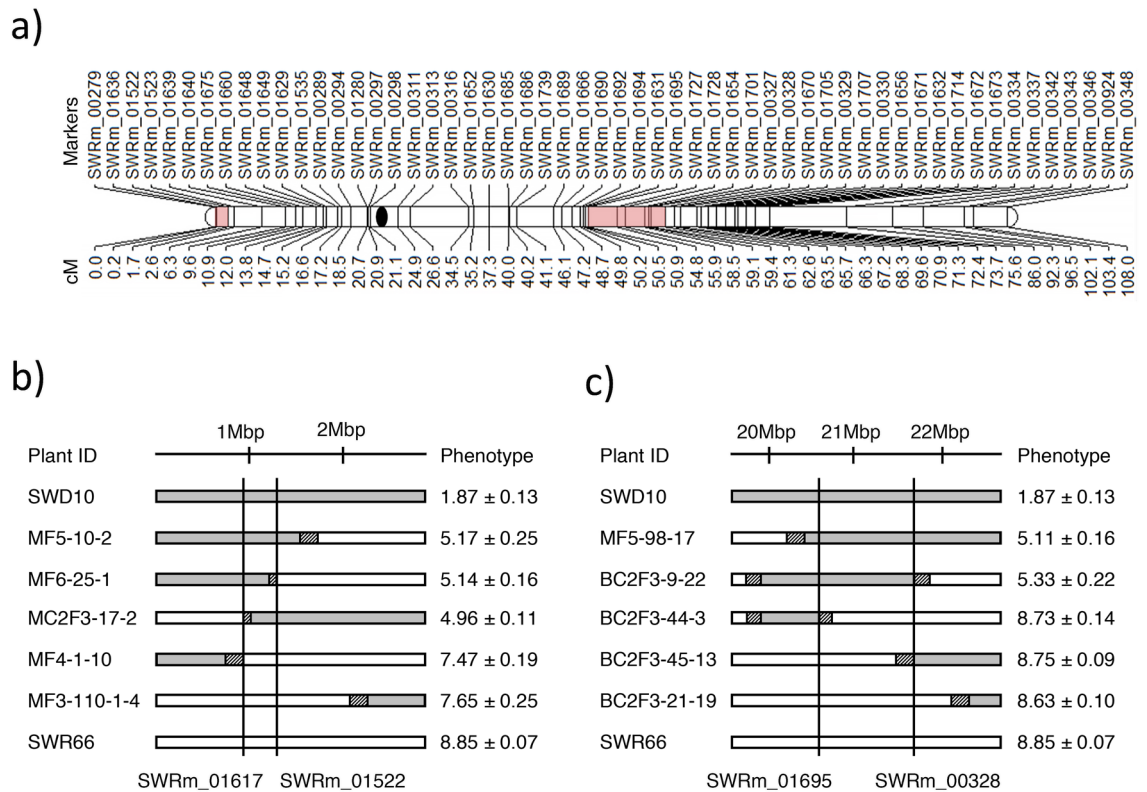 a)
Markers
SWRm_00279
SWRm_01636
SWRm_01522
SWRm_01523
SWRm_01639
SWRm_01640
SWRm_01675
SWRm_01660
SWRm_01648
SWRm_01649
SWRm_01629
SWRm_01535
SWRm_00289
SWRm_00294
SWRm_01280
SWRm_00297
SWRm_00298
SWRm_00311
SWRm_00313
SWRm_00316
SWRm_01652
SWRm_01630
SWRm_01685
SWRm_01686
SWRm_01739
SWRm_01689
SWRm_01666
SWRm_01690
SWRm_01692
SWRm_01694
SWRm_01631
SWRm_01695
SWRm_01727
SWRm_01728
SWRm_01654
SWRm_01701
SWRm_00327
SWRm_00328
SWRm_01670
SWRm_01705
SWRm_00329
SWRm_01707
SWRm_00330
SWRm_01656
SWRm_01671
SWRm_01632
SWRm_01714
SWRm_01672
SWRm_01673
SWRm_00334
SWRm_00337
SWRm_00342
SWRm_00343
SWRm_00346
SWRm_00924
SWRm_00348
cM
0.0
0.2
1.7
2.6
6.3
9.6
10.9
12.0
13.8
14.7
15.2
16.6
17.2
18.5
20.7
20.9
21.1
24.9
26.6
34.5
35.2
37.3
40.0
40.2
41.1
46.1
47.2
48.7
49.8
50.2
50.5
50.9
54.8
55.9
58.5
59.1
59.4
61.3
62.6
63.5
65.7
66.3
67.2
68.3
69.6
70.9
71.3
72.4
73.7
75.6
86.0
92.3
96.5
102.1
103.4
108.0
b)
1Mbp 2Mbp
Plant ID Phenotype
SWD10 1.87 ± 0.13
MF5-10-2 5.17 ± 0.25
MF6-25-1 5.14 ± 0.16
MC2F3-17-2 4.96 ± 0.11
MF4-1-10 7.47 ± 0.19
MF3-110-1-4 7.65 ± 0.25
SWR66 8.85 ± 0.07
SWRm_01617 SWRm_01522
c)
20Mbp 21Mbp 22Mbp
Plant ID Phenotype
SWD10 1.87 ± 0.13
MF5-98-17 5.11 ± 0.16
BC2F3-9-22 5.33 ± 0.22
BC2F3-44-3 8.73 ± 0.14
BC2F3-45-13 8.75 ± 0.09
BC2F3-21-19 8.63 ± 0.10
SWR66 8.85 ± 0.07
SWRm_01695 SWRm_00328